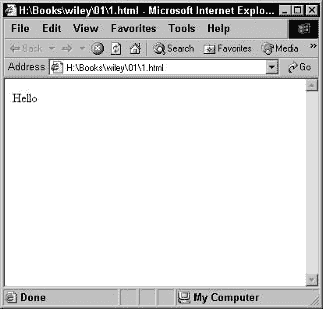 H:\Books\wiley\01\1.html - Microsoft Internet Explo...
File Edit View Favorites Tools Help
Back Search Favorites Media »
Address H:\Books\wiley\01\1.html Go
Hello
Done My Computer